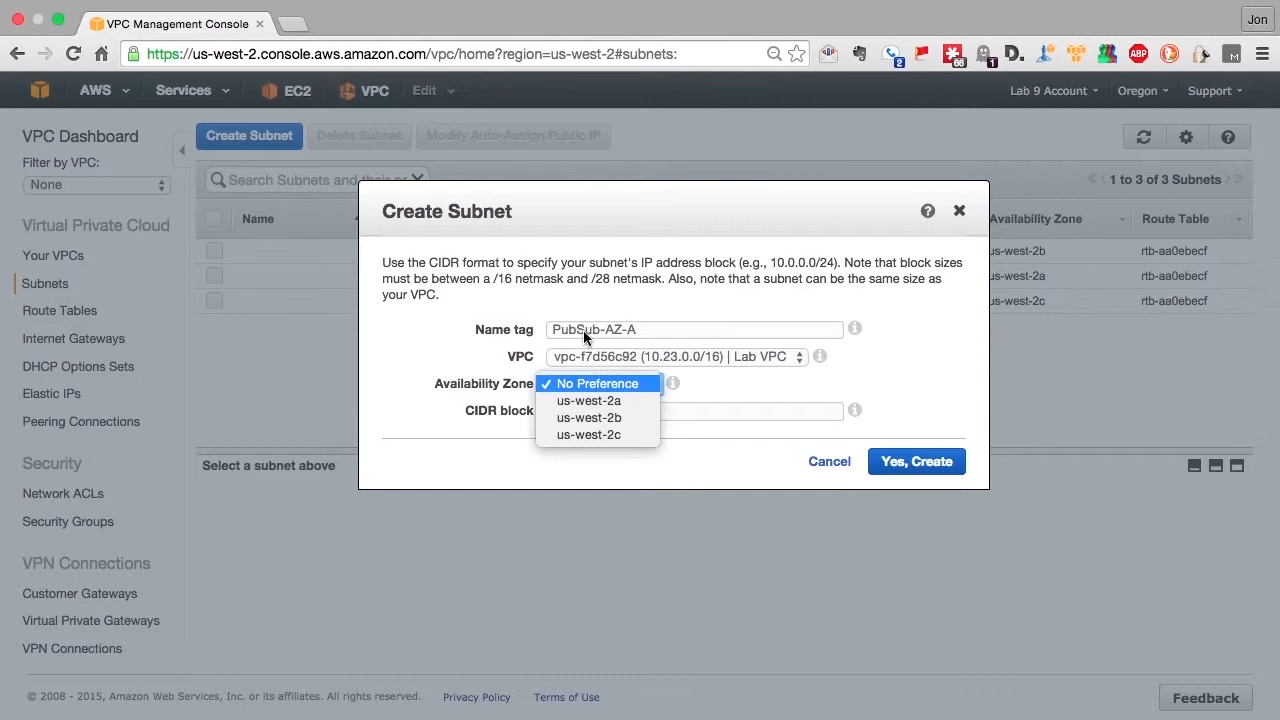 VPC Management Console
Jon
https://us-west-2.console.aws.amazon.com/vpc/home?region=us-west-2#subnets:
2
66
1
D.
ABP
AWS Services EC2 VPC Edit Lab 9 Account Oregon Support
VPC Dashboard
Filter by VPC:
None
Virtual Private Cloud
Your VPCs
Subnets
Route Tables
Internet Gateways
DHCP Options Sets
Elastic IPs
Peering Connections
Security
Network ACLs
Security Groups
VPN Connections
Customer Gateways
Virtual Private Gateways
VPN Connections
Create Subnet Delete Subnet Modify Auto-Assign Public IP
Search Subnets and their pr
1 to 3 of 3 Subnets
Name Availability Zone Route Table
us-west-2b rtb-aa0ebecf
us-west-2a rtb-aa0ebecf
us-west-2c rtb-aa0ebecf
Create Subnet
Use the CIDR format to specify your subnet's IP address block (e.g., 10.0.0.0/24). Note that block sizes
must be between a /16 netmask and /28 netmask. Also, note that a subnet can be the same size as
your VPC.
Name tag PubSub-AZ-A
VPC vpc-f7d56c92 (10.23.0.0/16) | Lab VPC
Availability Zone No Preference
us-west-2a
us-west-2b
us-west-2c
CIDR block
Cancel Yes, Create
Select a subnet above
© 2008 - 2015, Amazon Web Services, Inc. or its affiliates. All rights reserved. Privacy Policy Terms of Use
Feedback